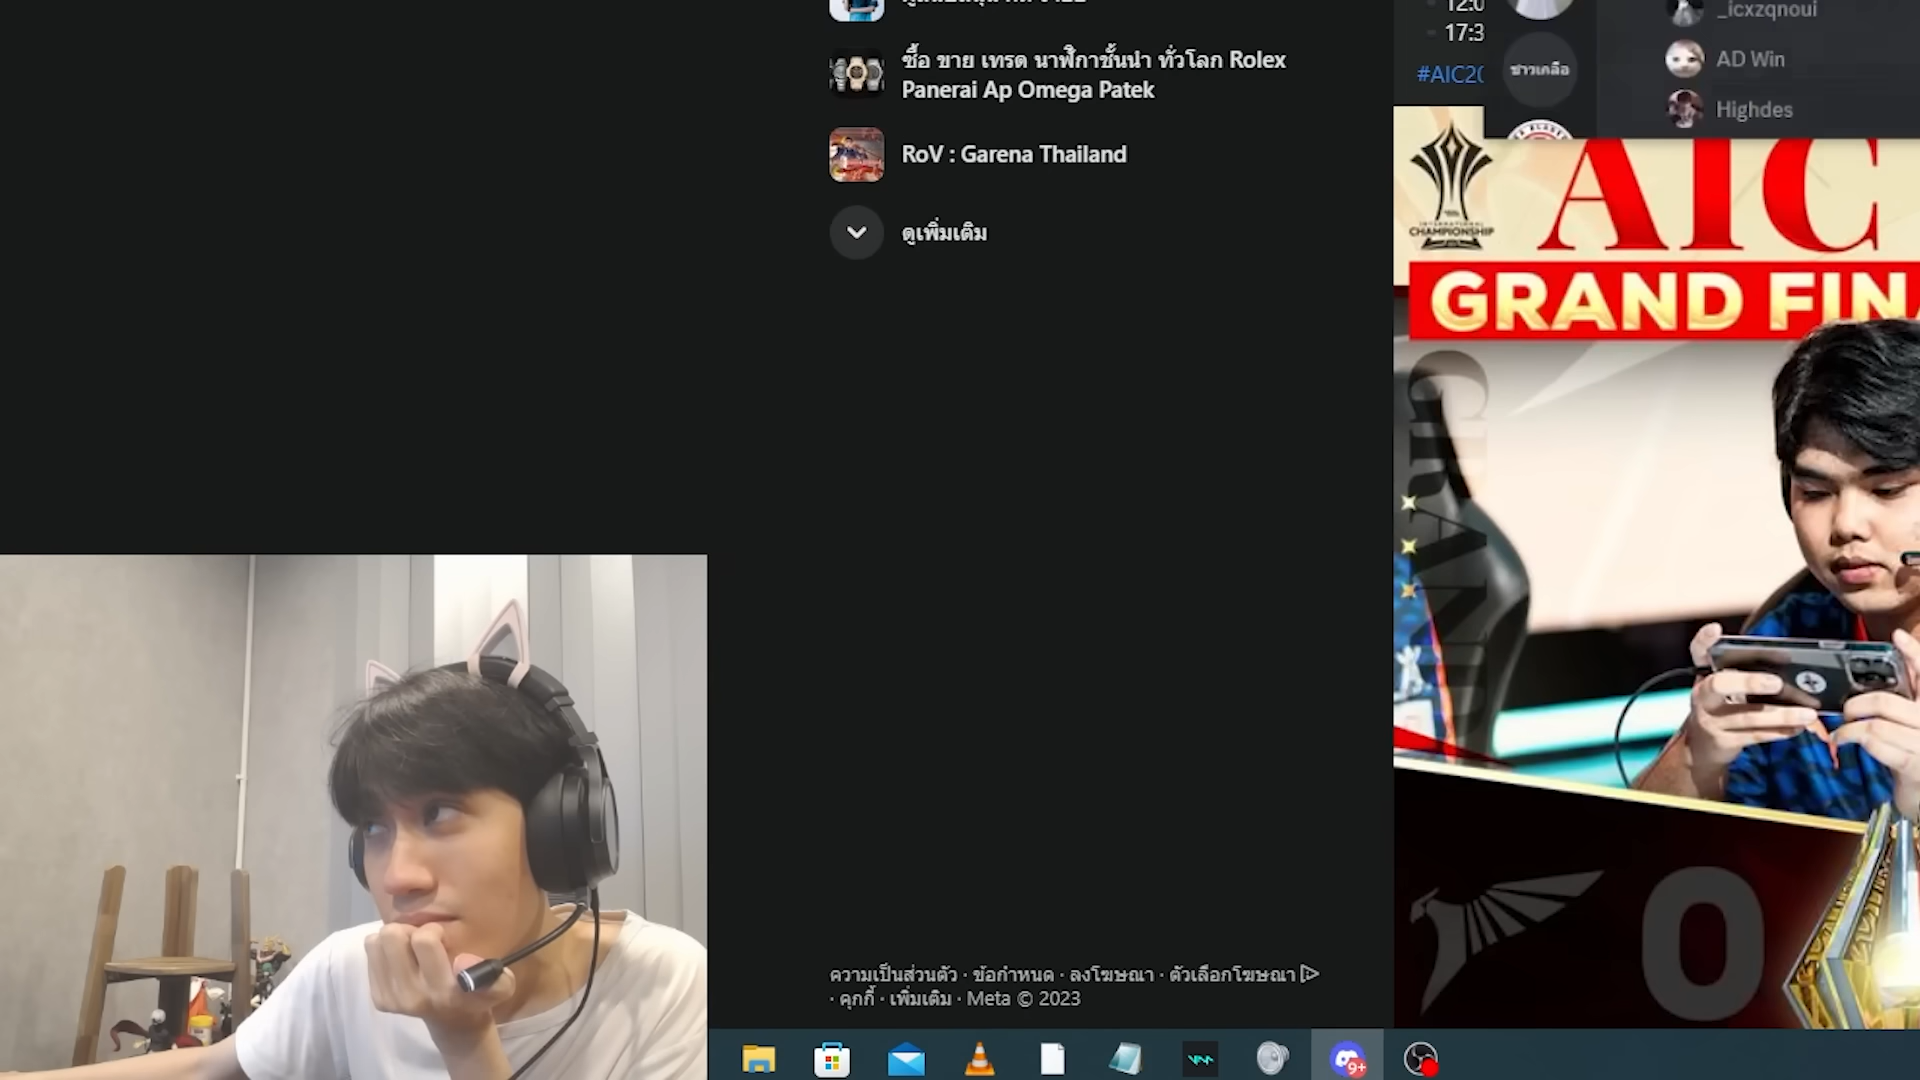 ซื้อ ขาย เทรด นาฬิกาชั้นนำ ทั่วโลก Rolex
Panerai Ap Omega Patek
RoV : Garena Thailand
ดูเพิ่มเติม
ความเป็นส่วนตัว · ข้อกำหนด · ลงโฆษณา · ตัวเลือกโฆษณา
· คุกกี้ · เพิ่มเติม · Meta © 2023
17:3
#AIC20
ชาวเกลือ
_icxzqnoui
AD Win
Highdes
INTERNATIONAL
CHAMPIONSHIP
AIC
GRAND FINA
GRAND
0
9+